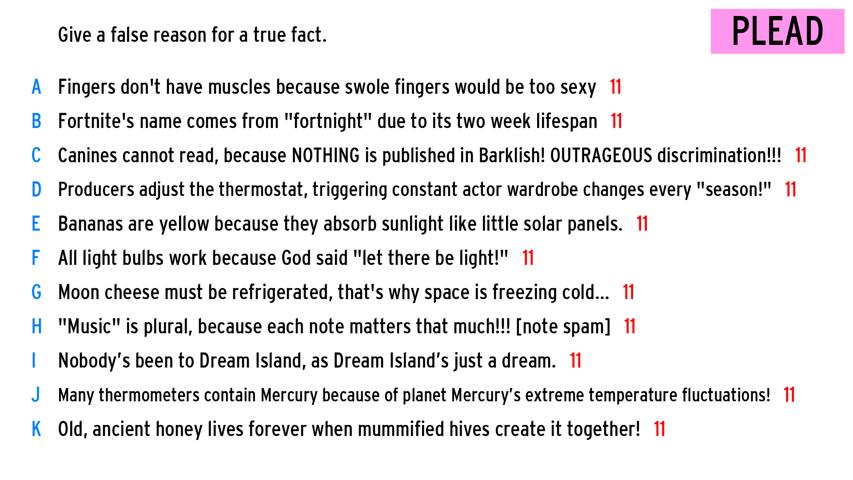 Give a false reason for a true fact.
PLEAD
A Fingers don't have muscles because swole fingers would be too sexy 11
B Fortnite's name comes from "fortnight" due to its two week lifespan 11
C Canines cannot read, because NOTHING is published in Barklish! OUTRAGEOUS discrimination!!! 11
D Producers adjust the thermostat, triggering constant actor wardrobe changes every "season!" 11
E Bananas are yellow because they absorb sunlight like little solar panels. 11
F All light bulbs work because God said "let there be light!" 11
G Moon cheese must be refrigerated, that's why space is freezing cold... 11
H "Music" is plural, because each note matters that much!!! [note spam] 11
I Nobody’s been to Dream Island, as Dream Island’s just a dream. 11
J Many thermometers contain Mercury because of planet Mercury’s extreme temperature fluctuations! 11
K Old, ancient honey lives forever when mummified hives create it together! 11